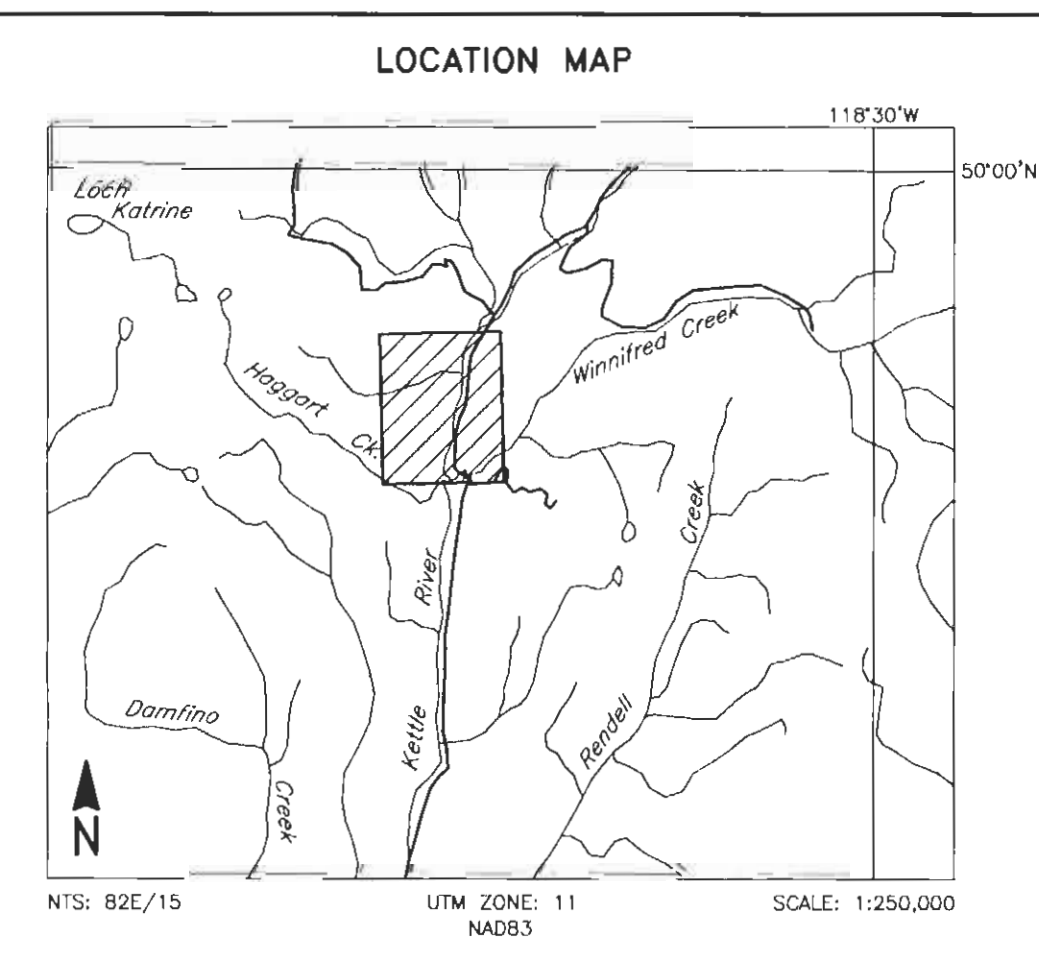 LOCATION MAP
118°30'W
50°00'N
Loch
Katrine
Winnifred Creek
Haggart
Ck.
Creek
River
Damfino
Kettle
Rendell
Creek
N
NTS: 82E/15
UTM ZONE: 11
SCALE: 1:250,000
NAD83